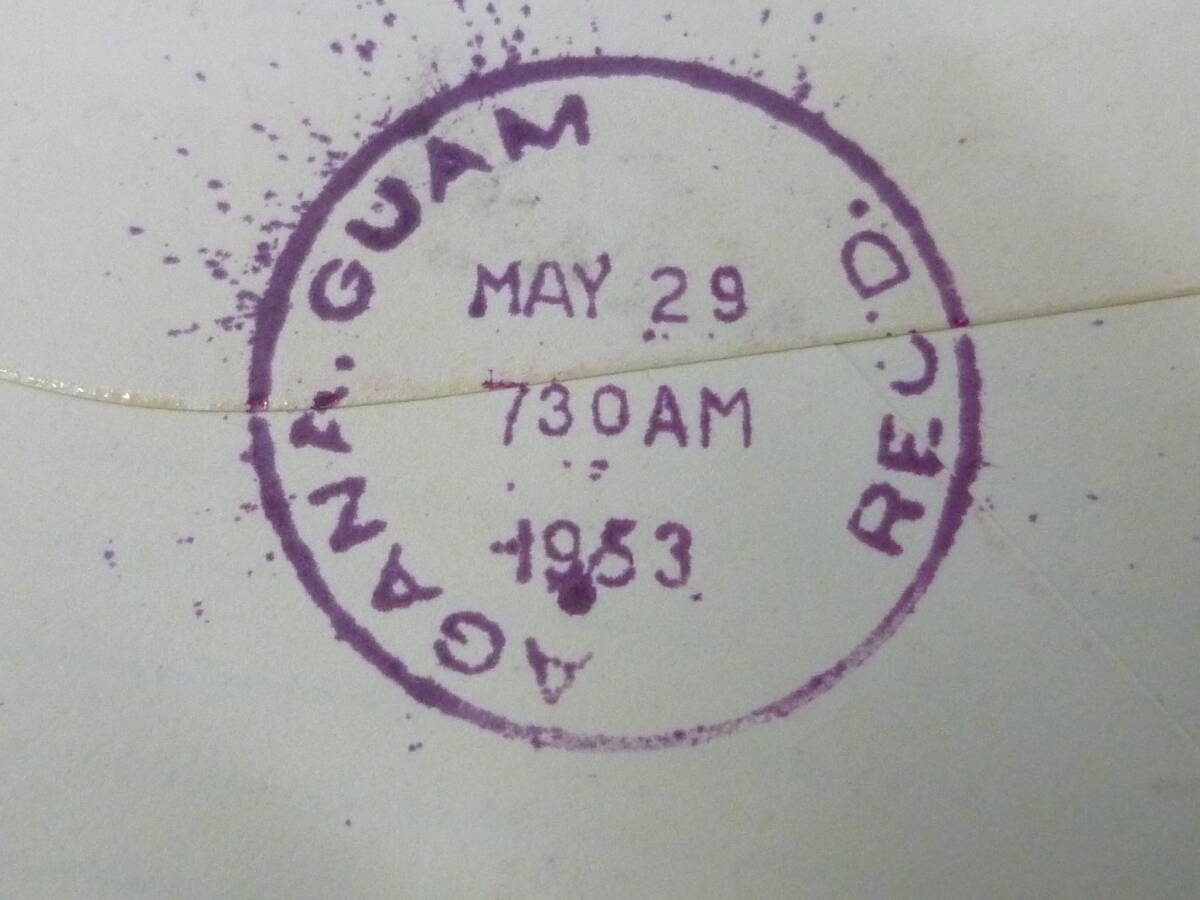 AGANA. GUAM
REC'D.
MAY 29
730AM
1953